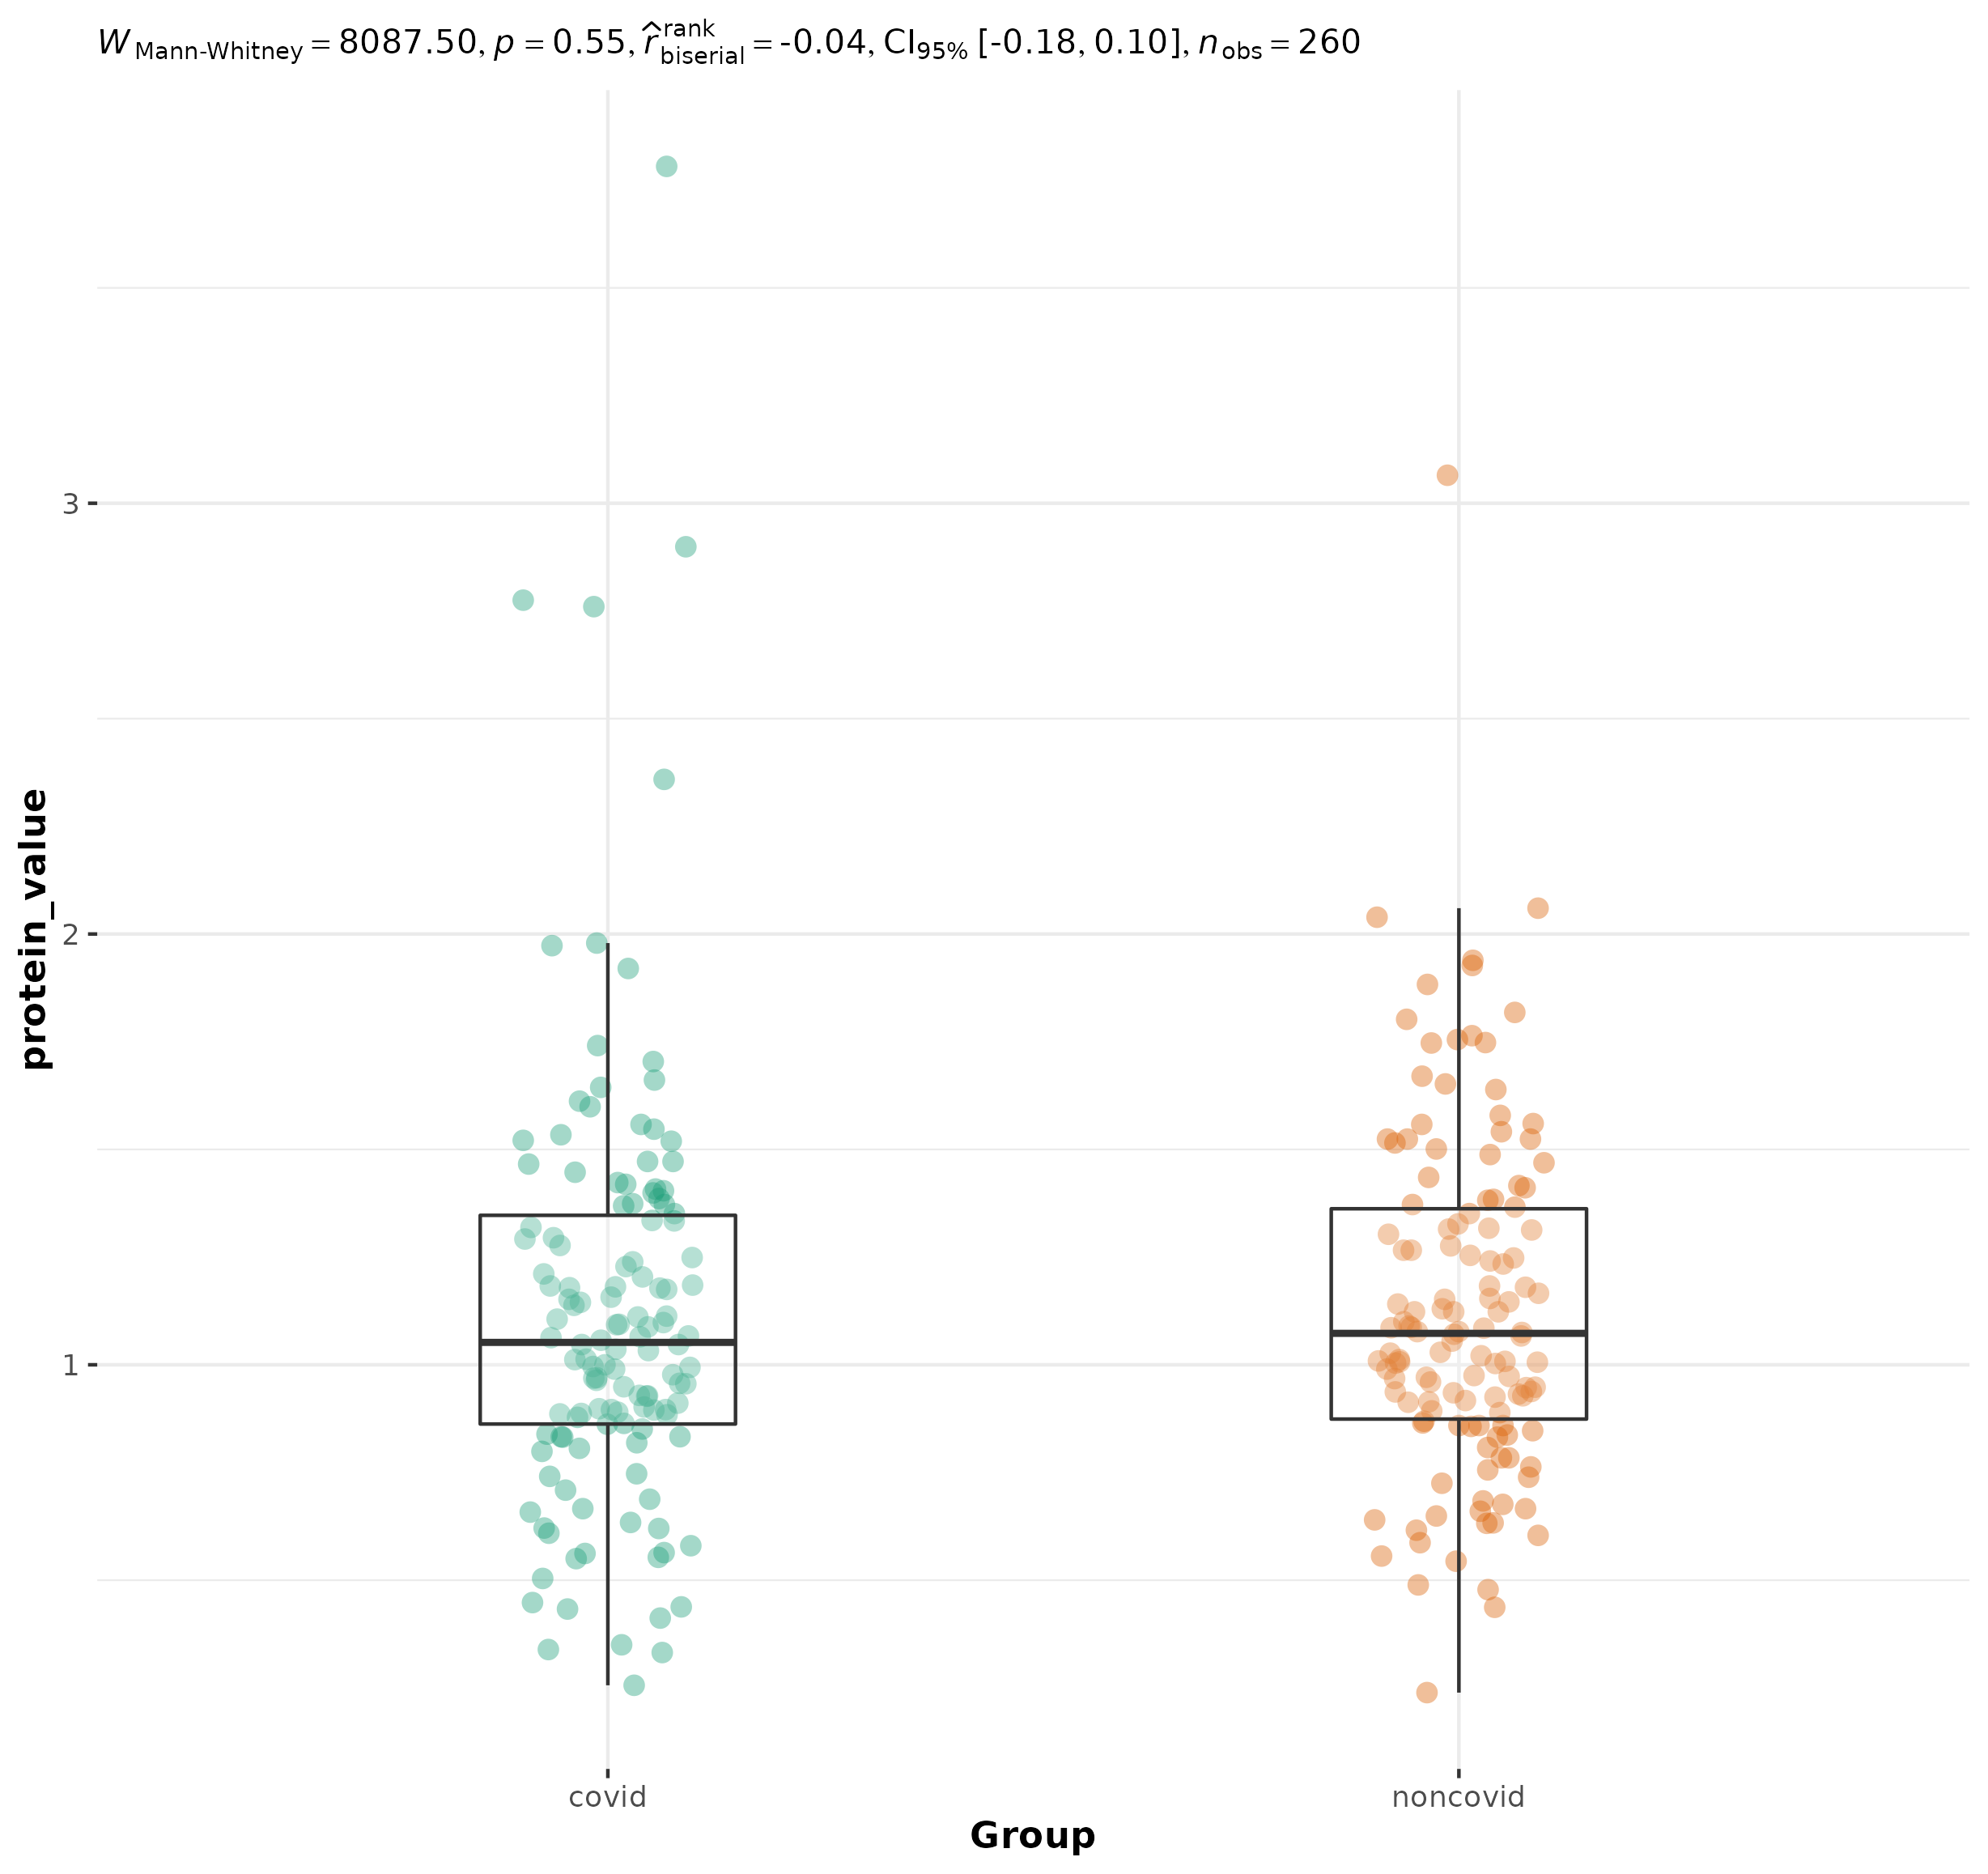 W Mann-Whitney = 8087.50, p = 0.55, r̂ rank biserial = -0.04, CI95% [-0.18, 0.10], nobs = 260
protein_value
3
2
1
covid noncovid
Group